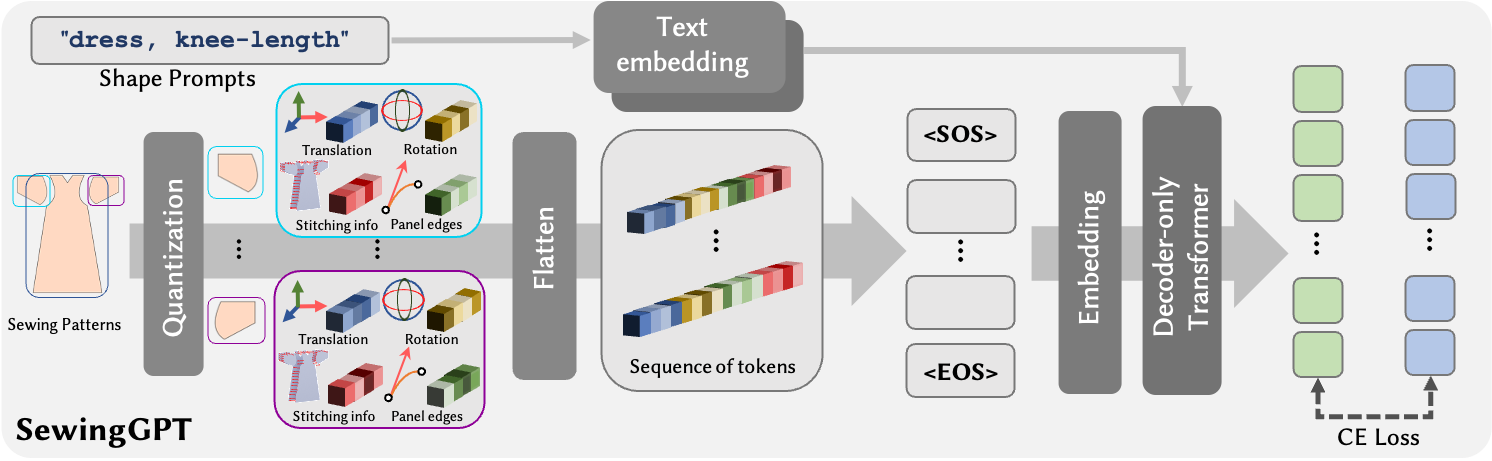 "dress, knee-length"
Shape Prompts
Text
embedding
Sewing Patterns
Quantization
Translation
Rotation
Stitching info
Panel edges
Translation
Rotation
Stitching info
Panel edges
Flatten
Sequence of tokens
<SOS>
<EOS>
Embedding
Decoder-only
Transformer
CE Loss
SewingGPT